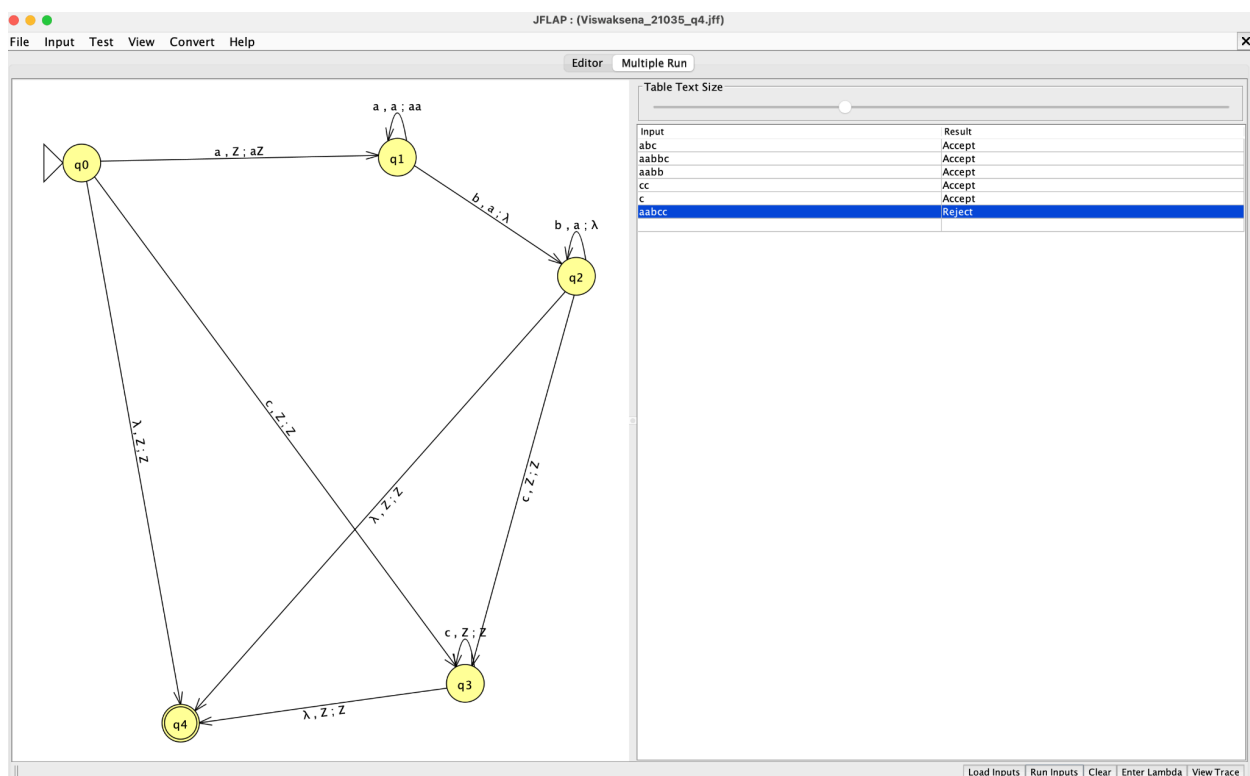 JFLAP : (Viswaksena_21035_q4.jff)
File Input Test View Convert Help
Editor Multiple Run
Table Text Size
Input Result
abc Accept
aabbc Accept
aabb Accept
cc Accept
c Accept
aabcc Reject
a , a ; aa
q0
a , Z ; aZ
q1
b , a ; λ
b , a ; λ
q2
λ , Z ; Z
c , Z ; Z
λ , Z ; Z
c , Z ; Z
c , Z ; Z
q3
λ , Z ; Z
q4
Load Inputs Run Inputs Clear Enter Lambda View Trace